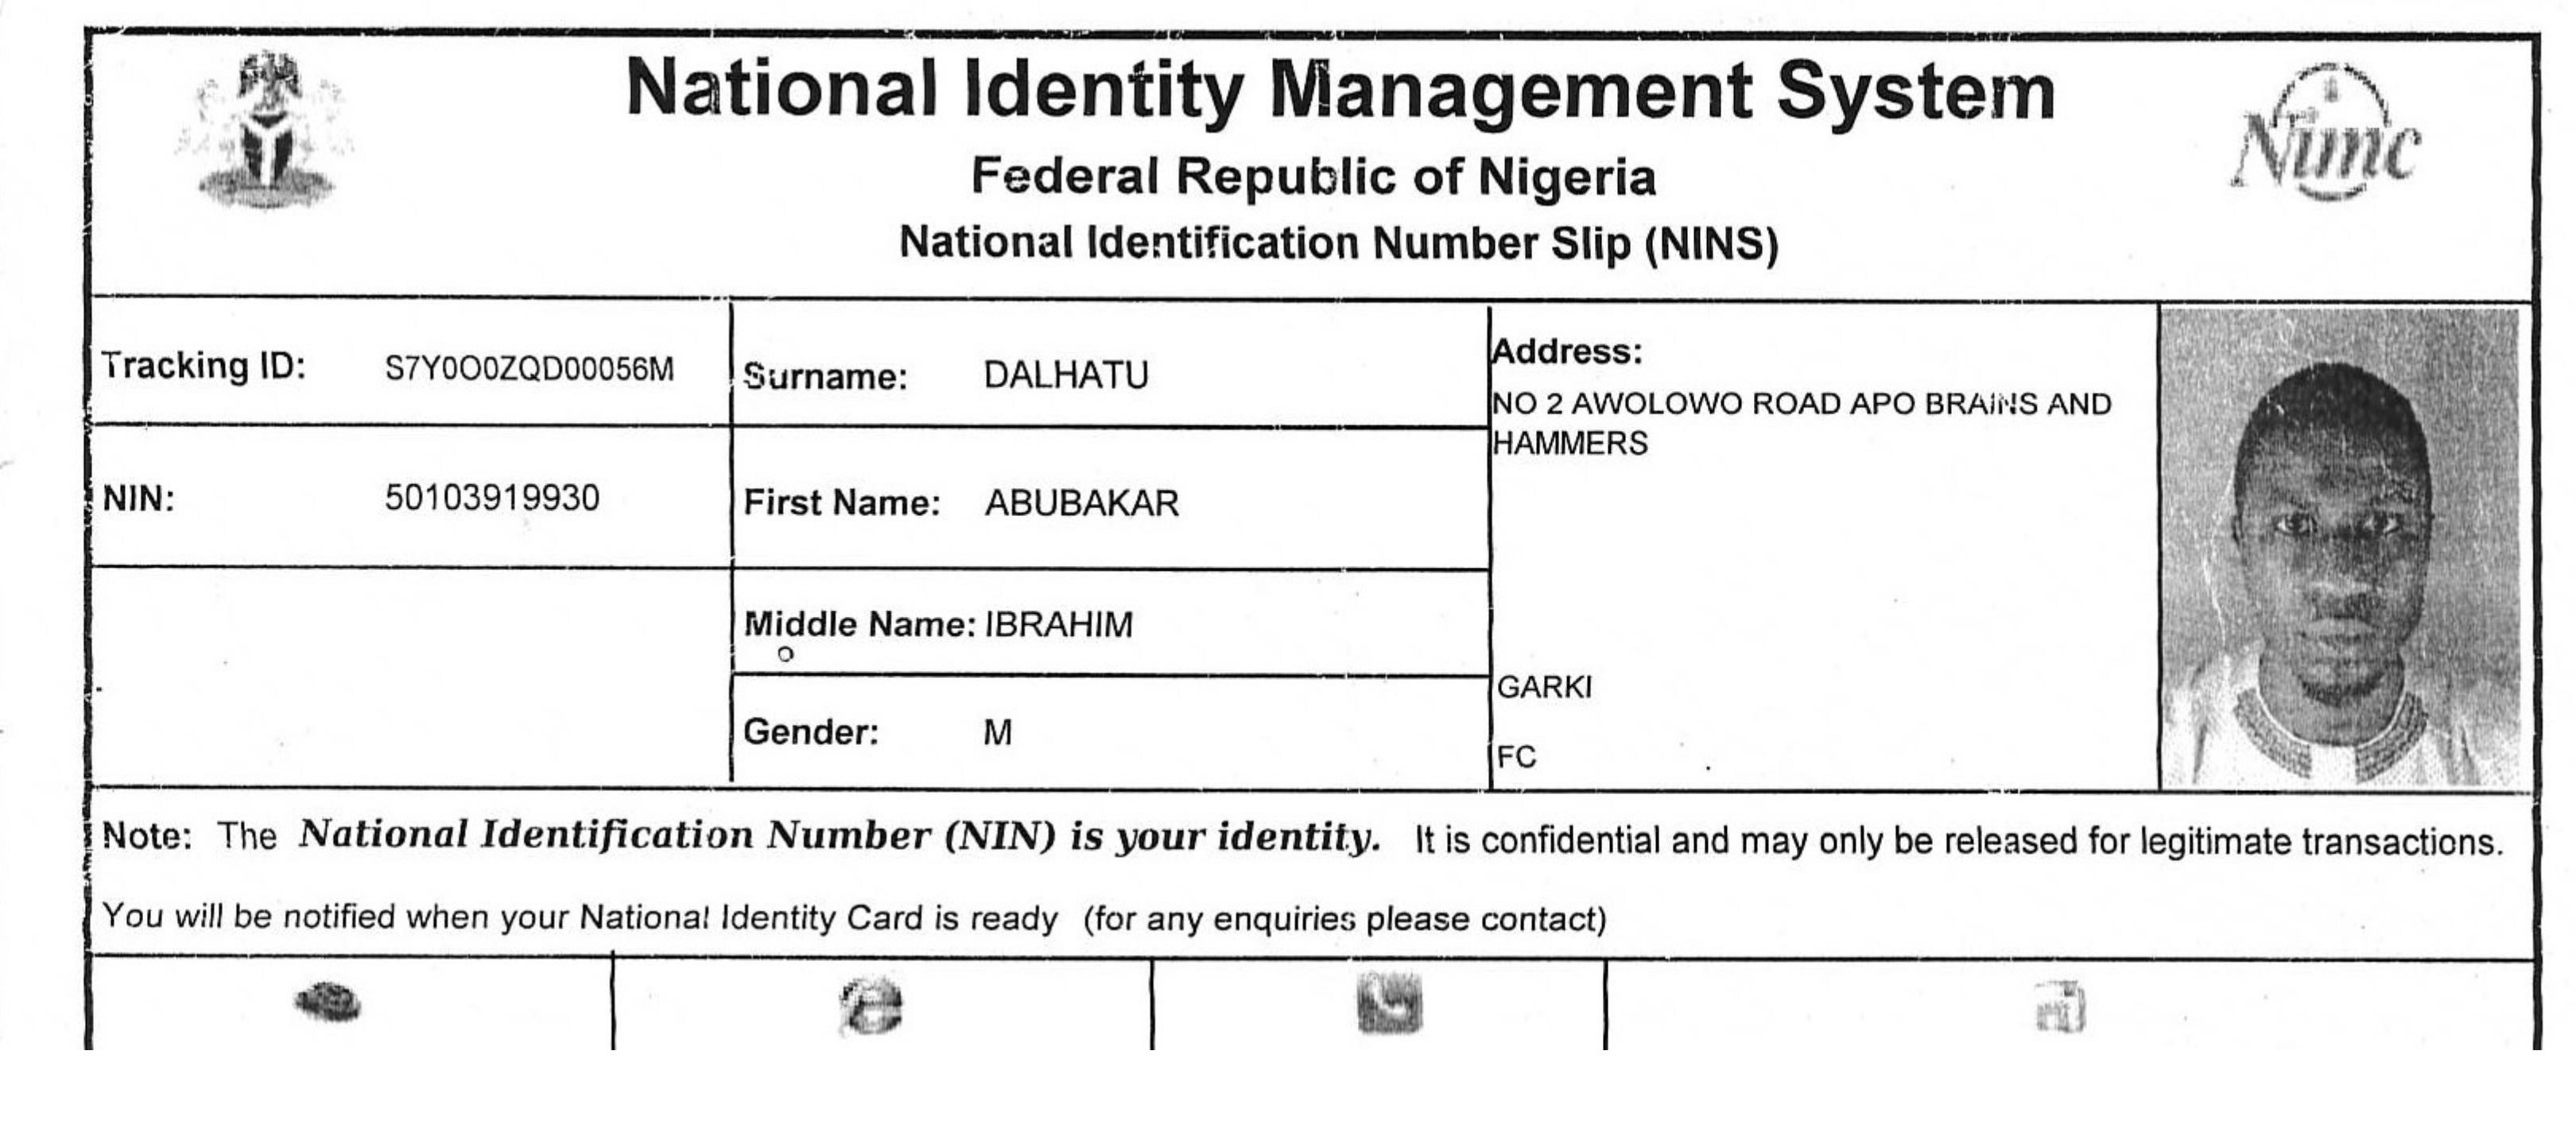 National Identity Management System
Nimc
Federal Republic of Nigeria
National Identification Number Slip (NINS)
Tracking ID: S7Y0O0ZQD00056M
NIN: 50103919930
Surname: DALHATU
First Name: ABUBAKAR
Middle Name: IBRAHIM
Gender: M
Address:
NO 2 AWOLOWO ROAD APO BRAINS AND
HAMMERS
GARKI
FC
Note: The National Identification Number (NIN) is your identity. It is confidential and may only be released for legitimate transactions.
You will be notified when your National Identity Card is ready (for any enquiries please contact)